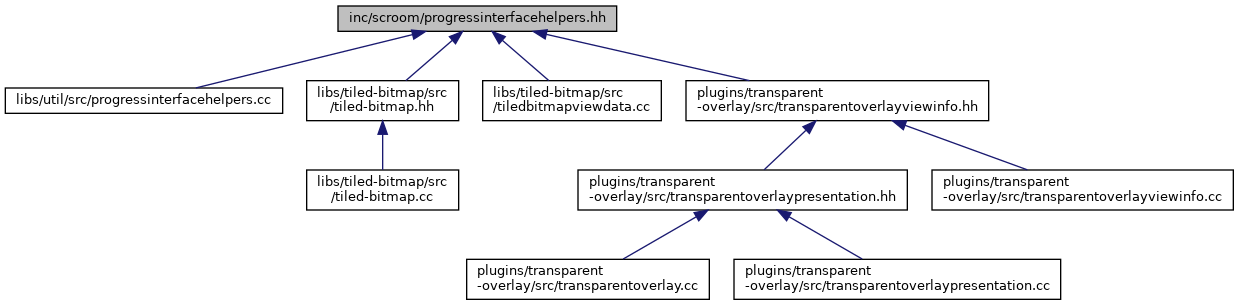 inc/scroom/progressinterfacehelpers.hh
libs/util/src/progressinterfacehelpers.cc
libs/tiled-bitmap/src
/tiled-bitmap.hh
libs/tiled-bitmap/src
/tiledbitmapviewdata.cc
plugins/transparent
-overlay/src/transparentoverlayviewinfo.hh
libs/tiled-bitmap/src
/tiled-bitmap.cc
plugins/transparent
-overlay/src/transparentoverlaypresentation.hh
plugins/transparent
-overlay/src/transparentoverlayviewinfo.cc
plugins/transparent
-overlay/src/transparentoverlay.cc
plugins/transparent
-overlay/src/transparentoverlaypresentation.cc